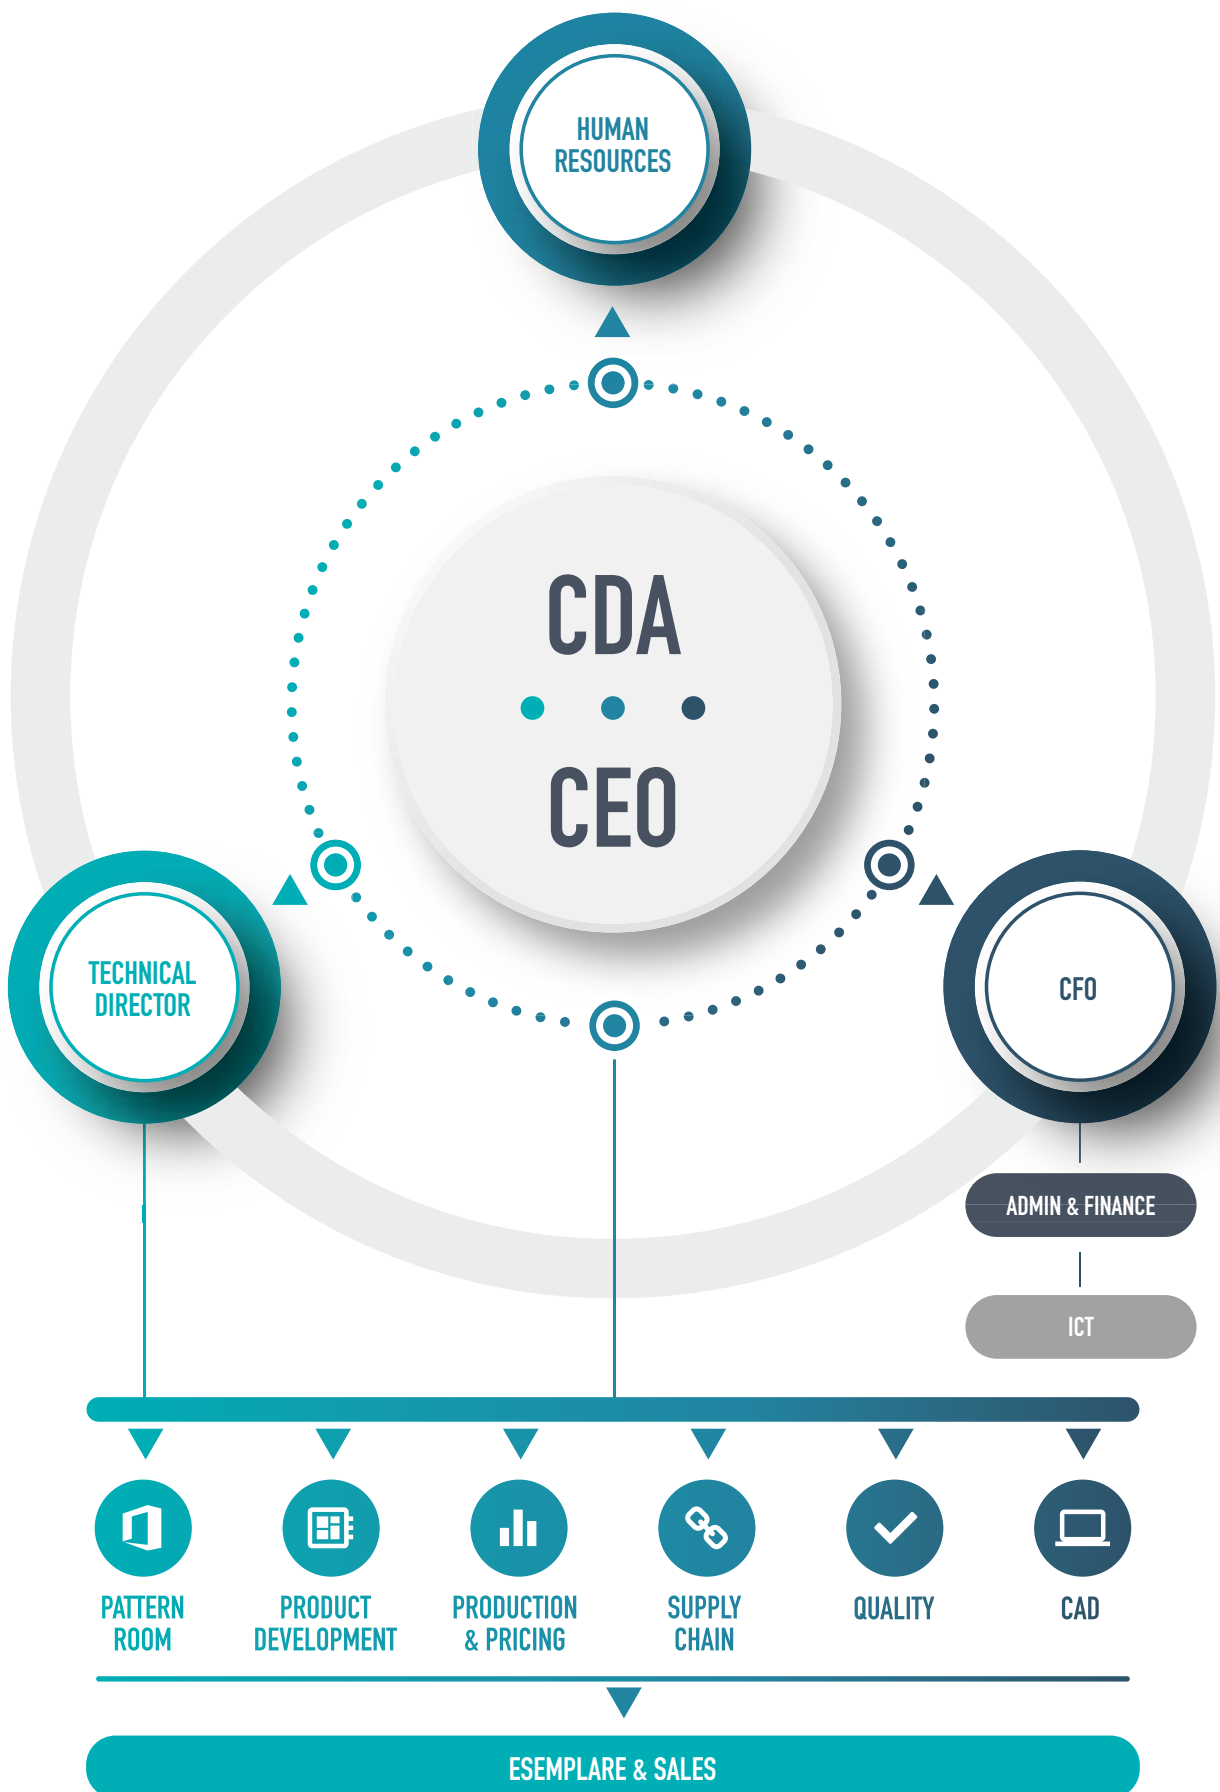 HUMAN
RESOURCES
CDA
CEO
TECHNICAL
DIRECTOR
CFO
ADMIN & FINANCE
ICT
PATTERN
ROOM
PRODUCT
DEVELOPMENT
PRODUCTION
& PRICING
SUPPLY
CHAIN
QUALITY
CAD
ESEMPLARE & SALES